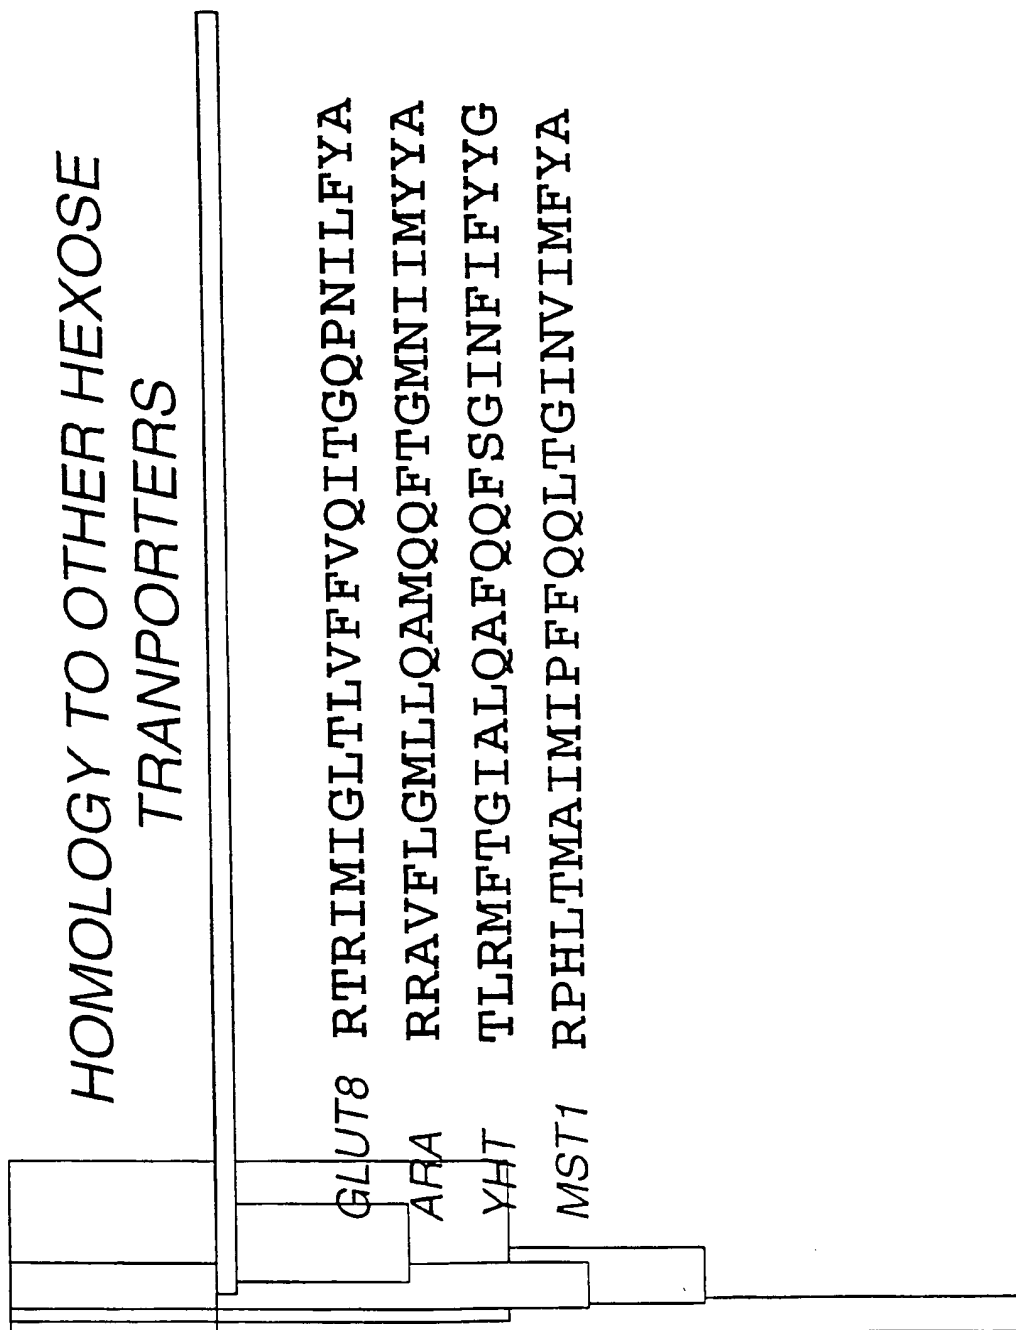 HOMOLOGY TO OTHER HEXOSE
TRANPORTERS
GLUT8 RTRIMIGLTLVFFVQITGQPNILFYA
ARA RRAVFLGMLLQAMQQFTGMNIIMYYA
YHT TLRMFTGIALQAFQQFSGINFIFYYG
MST1 RPHLTMAIMIPFFQQLTGINVIMFYA